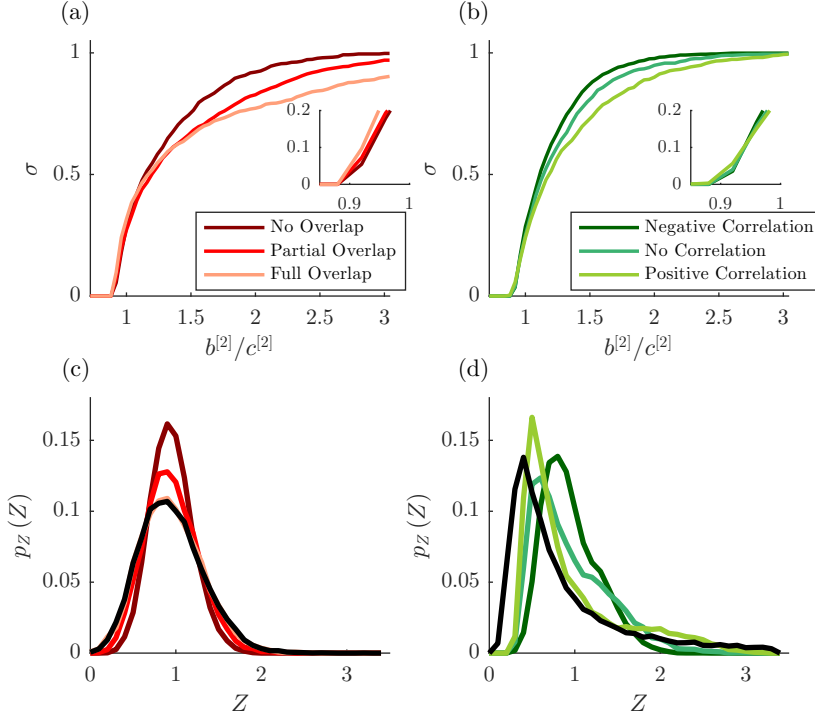 (a)
σ
1
0.5
0
1
1.5
2
2.5
3
b^[2]/c^[2]
0.2
0.1
0
0.9
1
No Overlap
Partial Overlap
Full Overlap
(b)
σ
1
0.5
0
1
1.5
2
2.5
3
b^[2]/c^[2]
0.2
0.1
0
0.9
1
Negative Correlation
No Correlation
Positive Correlation
(c)
p_Z (Z)
0.15
0.1
0.05
0
0
1
2
3
Z
(d)
p_Z (Z)
0.15
0.1
0.05
0
0
1
2
3
Z